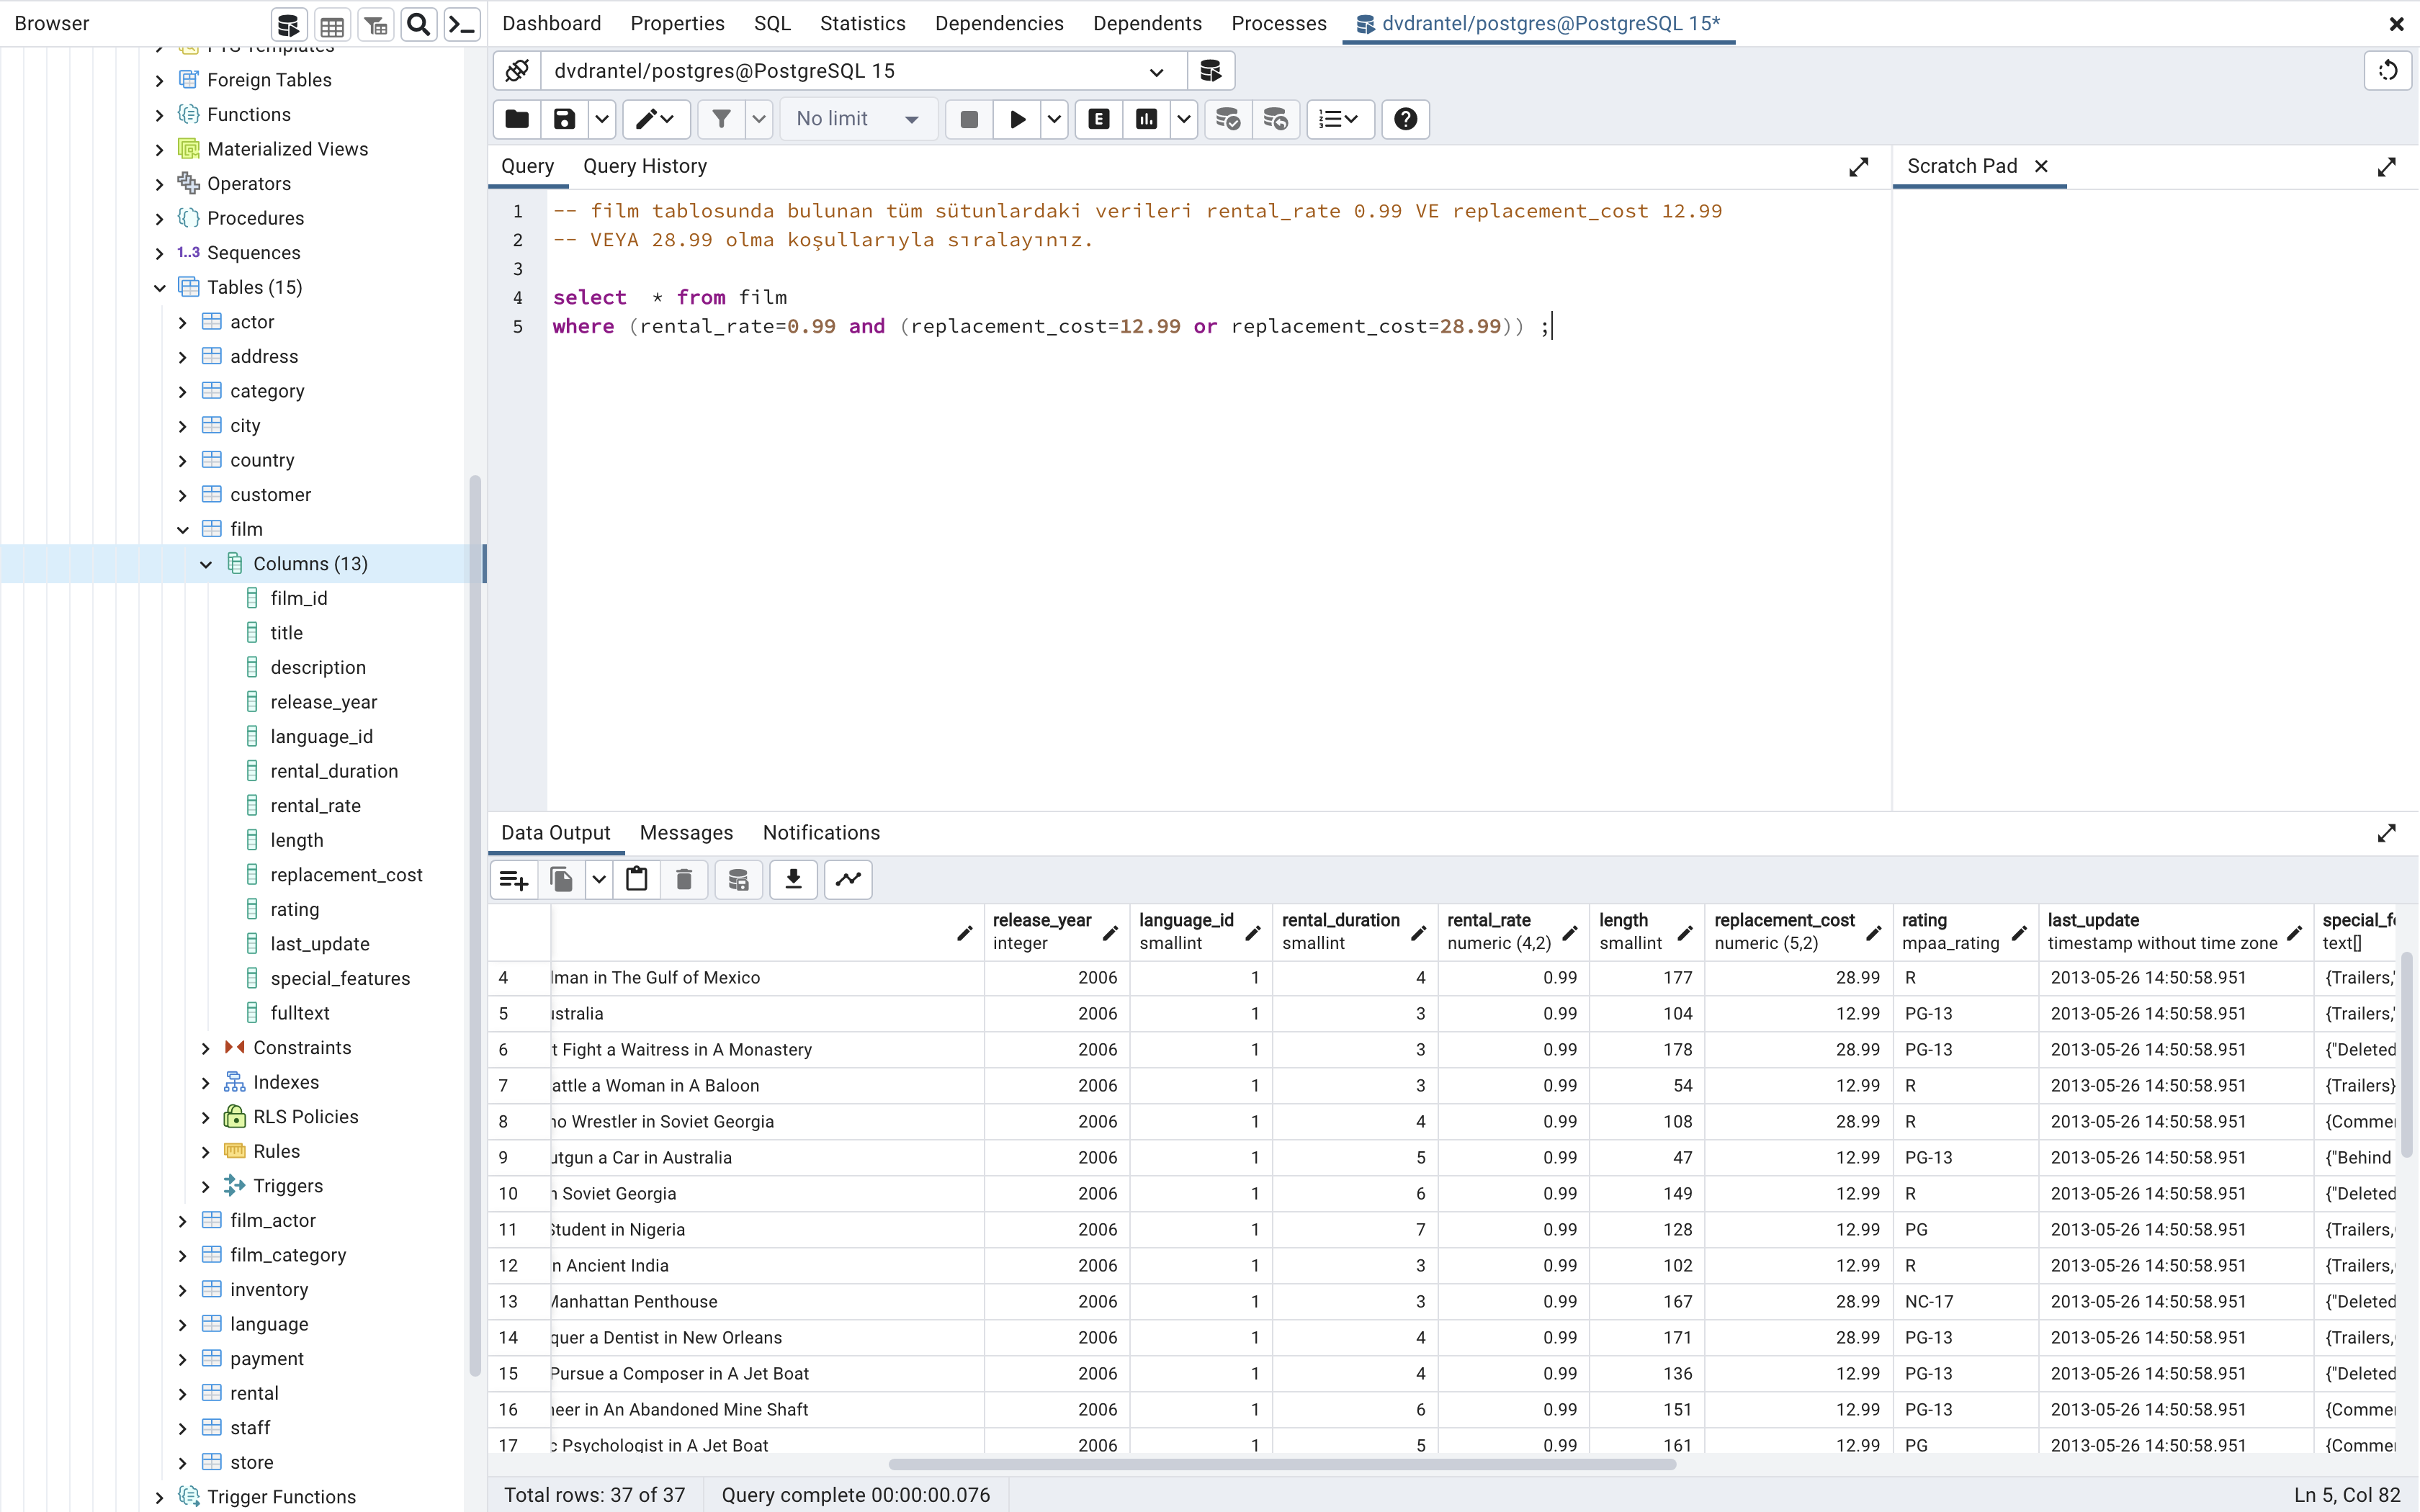 Browser
Dashboard Properties SQL Statistics Dependencies Dependents Processes dvdrantel/postgres@PostgreSQL 15*
FTS Templates
Foreign Tables
Functions
Materialized Views
Operators
Procedures
1..3 Sequences
Tables (15)
actor
address
category
city
country
customer
film
Columns (13)
film_id
title
description
release_year
language_id
rental_duration
rental_rate
length
replacement_cost
rating
last_update
special_features
fulltext
Constraints
Indexes
RLS Policies
Rules
Triggers
film_actor
film_category
inventory
language
payment
rental
staff
store
Trigger Functions
dvdrantel/postgres@PostgreSQL 15
No limit E
Query Query History
Scratch Pad
1 -- film tablosunda bulunan tüm sütunlardaki verileri rental_rate 0.99 VE replacement_cost 12.99
2 -- VEYA 28.99 olma koşullarıyla sıralayınız.
3
4 select * from film
5 where (rental_rate=0.99 and (replacement_cost=12.99 or replacement_cost=28.99)) ;
Data Output Messages Notifications
release_year language_id rental_duration rental_rate length replacement_cost rating last_update special_fe
integer smallint smallint numeric (4,2) smallint numeric (5,2) mpaa_rating timestamp without time zone text[]
4 lman in The Gulf of Mexico 2006 1 4 0.99 177 28.99 R 2013-05-26 14:50:58.951 {Trailers,"
5 ustralia 2006 1 3 0.99 104 12.99 PG-13 2013-05-26 14:50:58.951 {Trailers,"
6 t Fight a Waitress in A Monastery 2006 1 3 0.99 178 28.99 PG-13 2013-05-26 14:50:58.951 {"Deleted
7 attle a Woman in A Baloon 2006 1 3 0.99 54 12.99 R 2013-05-26 14:50:58.951 {Trailers}
8 no Wrestler in Soviet Georgia 2006 1 4 0.99 108 28.99 R 2013-05-26 14:50:58.951 {Commen
9 utgun a Car in Australia 2006 1 5 0.99 47 12.99 PG-13 2013-05-26 14:50:58.951 {"Behind
10 n Soviet Georgia 2006 1 6 0.99 149 12.99 R 2013-05-26 14:50:58.951 {"Deleted
11 Student in Nigeria 2006 1 7 0.99 128 12.99 PG 2013-05-26 14:50:58.951 {Trailers,
12 n Ancient India 2006 1 3 0.99 102 12.99 R 2013-05-26 14:50:58.951 {Trailers,
13 Manhattan Penthouse 2006 1 3 0.99 167 28.99 NC-17 2013-05-26 14:50:58.951 {"Deleted
14 quer a Dentist in New Orleans 2006 1 4 0.99 171 28.99 PG-13 2013-05-26 14:50:58.951 {Trailers,
15 Pursue a Composer in A Jet Boat 2006 1 4 0.99 136 12.99 PG-13 2013-05-26 14:50:58.951 {"Deleted
16 neer in An Abandoned Mine Shaft 2006 1 6 0.99 151 12.99 PG-13 2013-05-26 14:50:58.951 {Commen
17 c Psychologist in A Jet Boat 2006 1 5 0.99 161 12.99 PG 2013-05-26 14:50:58.951 {Commen
Total rows: 37 of 37 Query complete 00:00:00.076 Ln 5, Col 82